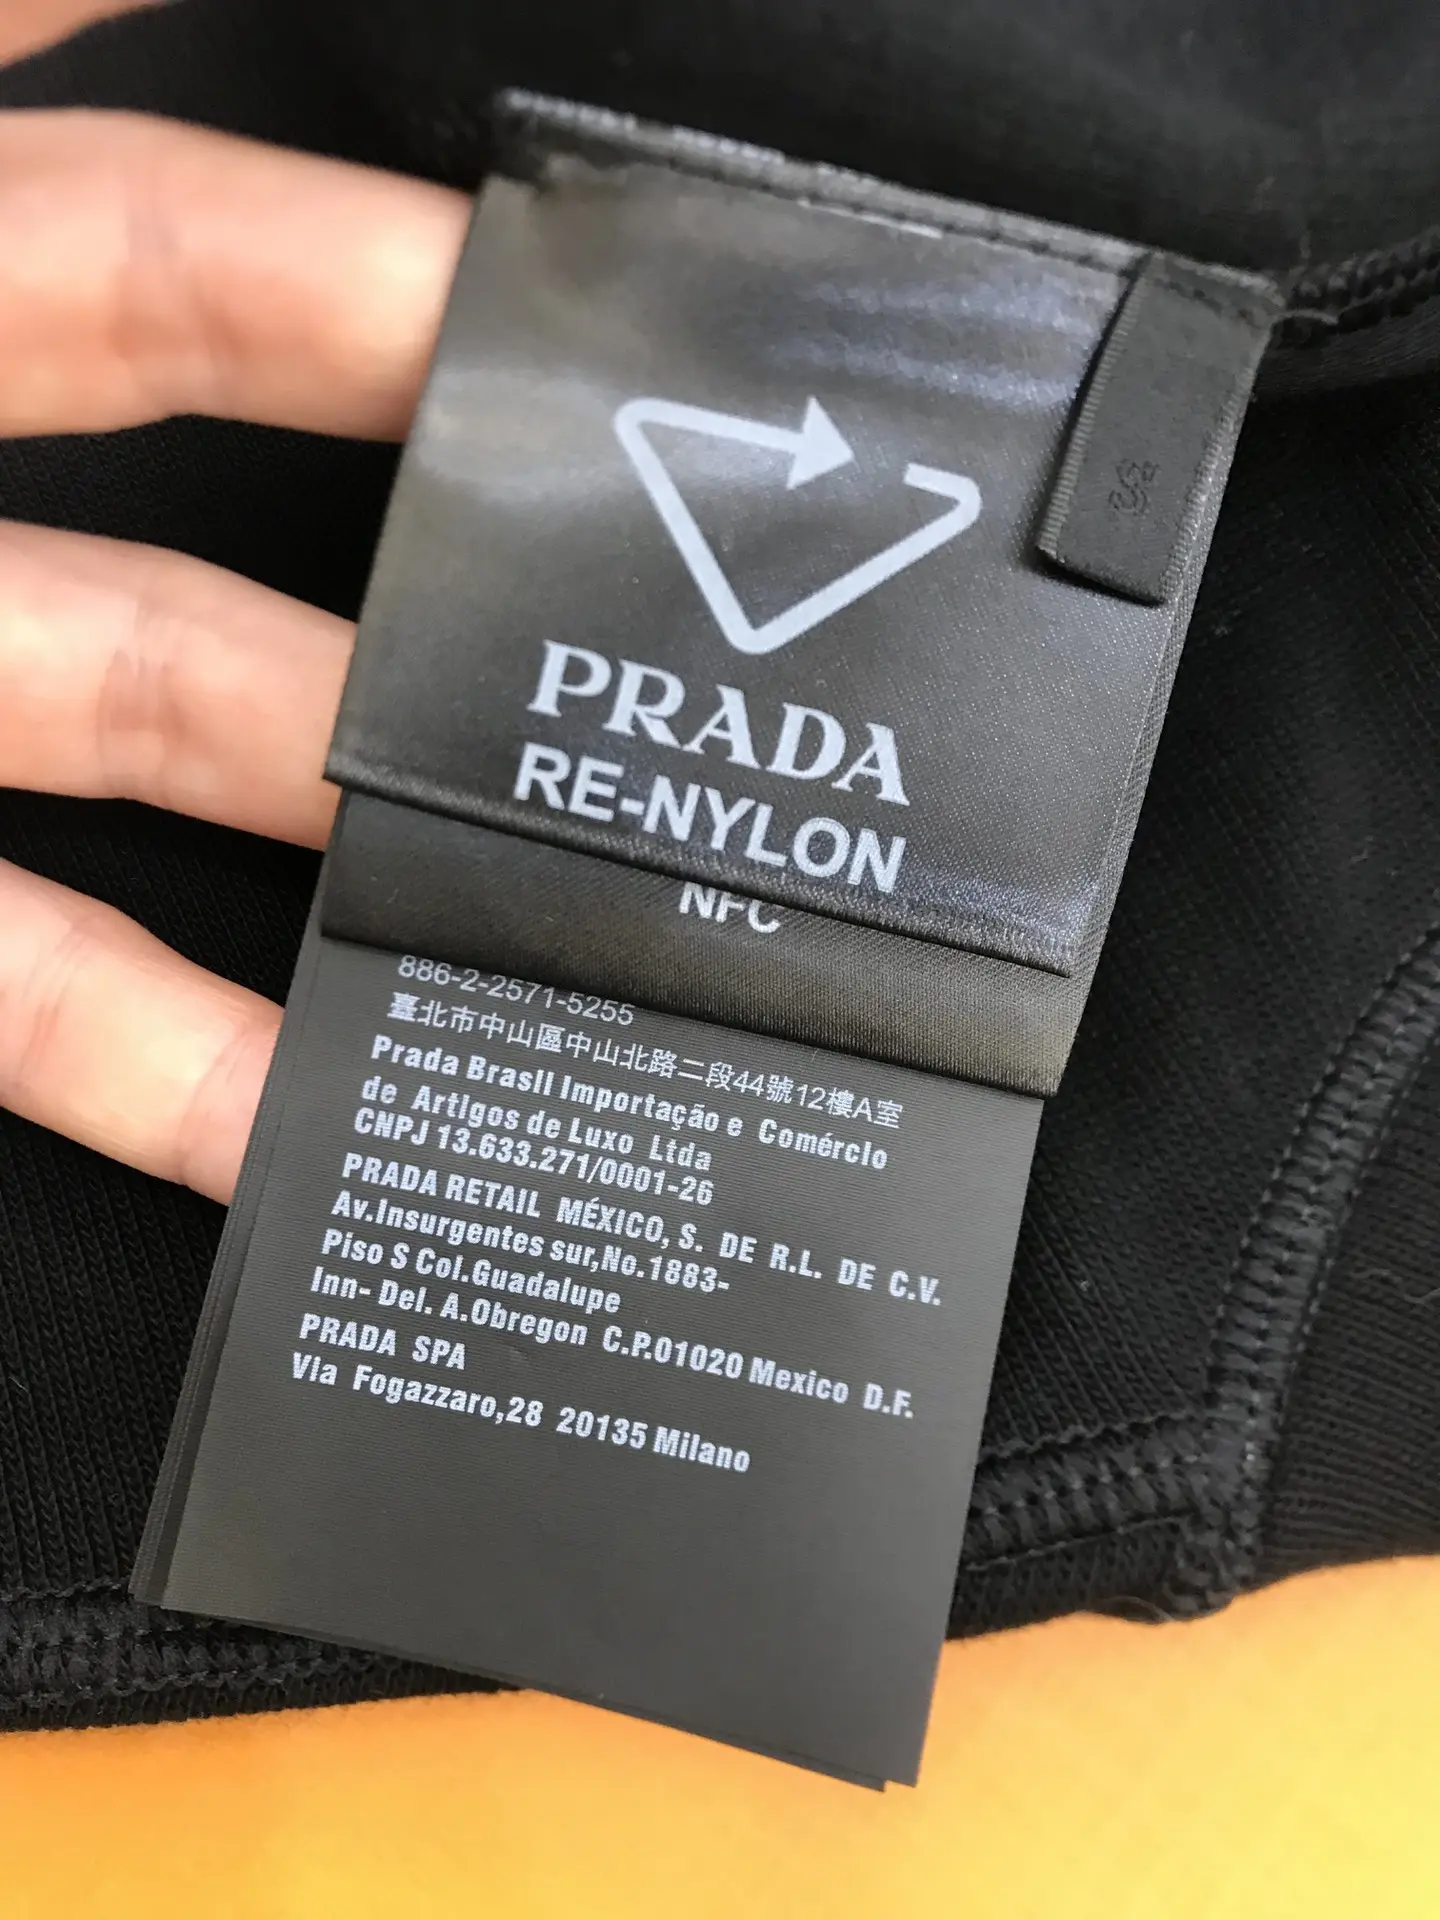 S
PRADA
RE-NYLON
NFC
886-2-2571-5255
臺北市中山區中山北路二段44號12樓A室
Prada Brasil Importação e Comércio
de Artigos de Luxo Ltda
CNPJ 13.633.271/0001-26
PRADA RETAIL MÉXICO, S. DE R.L. DE C.V.
Av.Insurgentes sur,No.1883-
Piso S Col.Guadalupe
Inn- Del. A.Obregon C.P.01020 Mexico D.F.
PRADA SPA
Via Fogazzaro,28 20135 Milano